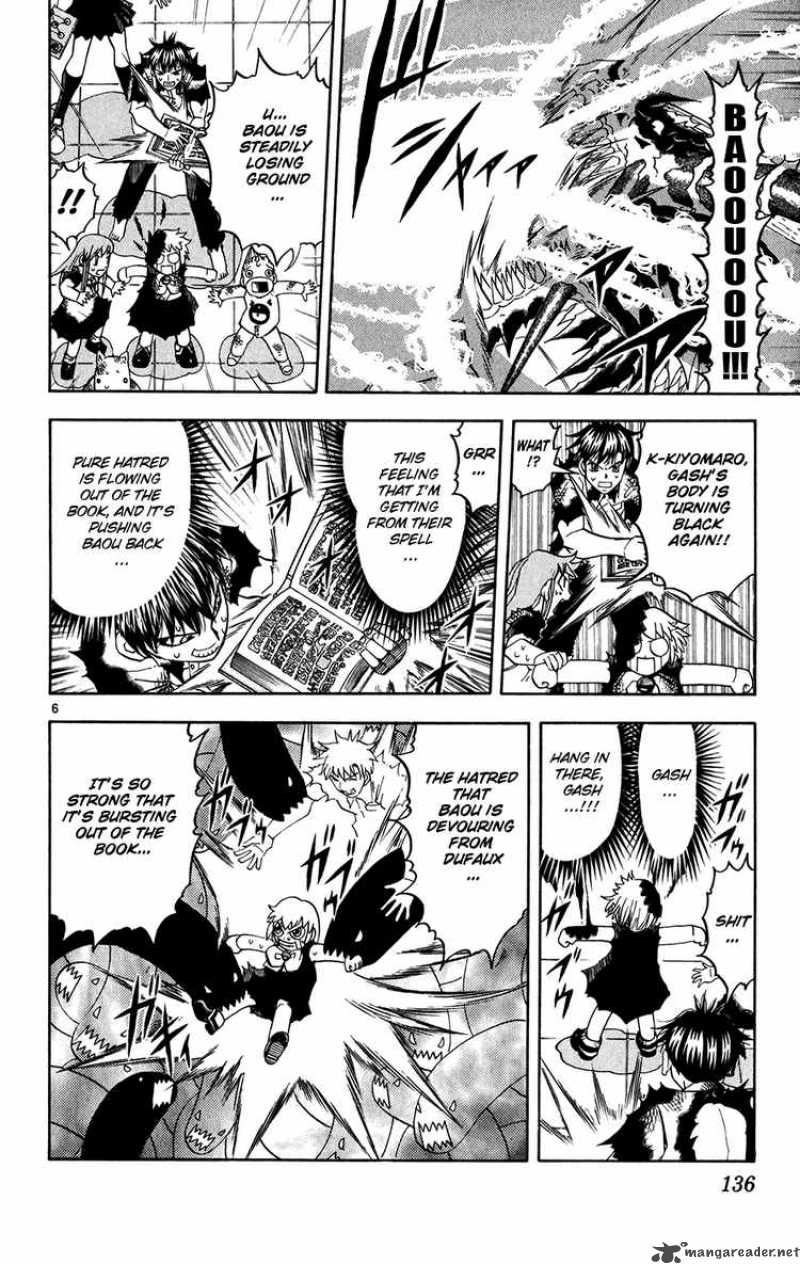 BAOOUOOU!!!
U...
BAOU IS
STEADILY
LOSING
GROUND
...
!!
K-KIYOMARO,
GASH'S
BODY IS
TURNING
BLACK
AGAIN!!
WHAT
!?
GRR
...
THIS
FEELING
THAT I'M
GETTING
FROM THEIR
SPELL
...
PURE HATRED
IS FLOWING
OUT OF THE
BOOK, AND IT'S
PUSHING
BAOU BACK
...
6
GASH
...
HANG IN
THERE,
GASH
...!!!
SHIT
...
THE HATRED
THAT
BAOU IS
DEVOURING
FROM
DUFAUX
...
IT'S SO
STRONG THAT
IT'S BURSTING
OUT OF THE
BOOK...
136
mangareader.net